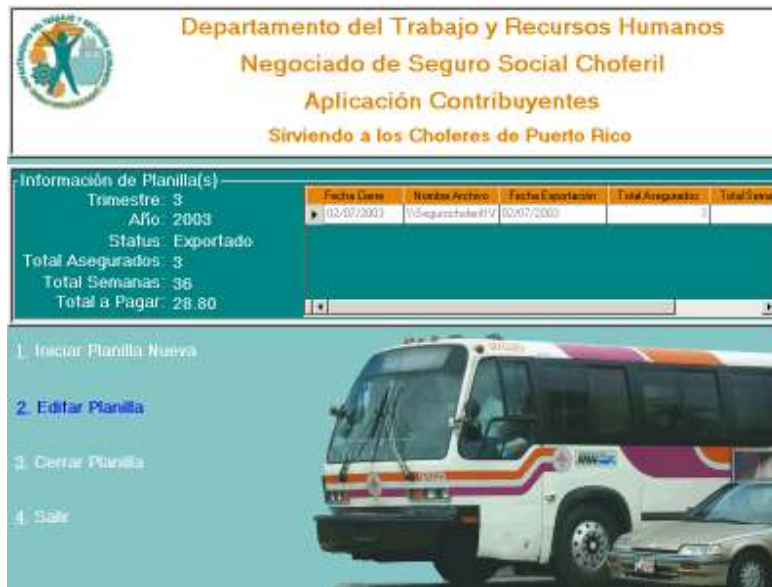 Departamento del Trabajo y Recursos Humanos
Negociado de Seguro Social Choferil
Aplicación Contribuyentes
Sirviendo a los Choferes de Puerto Rico
Información de Planilla(s)
Trimestre: 3
Año: 2003
Status: Exportado
Total Asegurados: 3
Total Semanas: 36
Total a Pagar: 28.80
Fecha Cierre Nombre Archivo Fecha Exportación Total Asegurados Total Sema
02/07/2003 02/07/2003 3
1. Iniciar Planilla Nueva
2. Editar Planilla
3. Cerrar Planilla
4. Salir